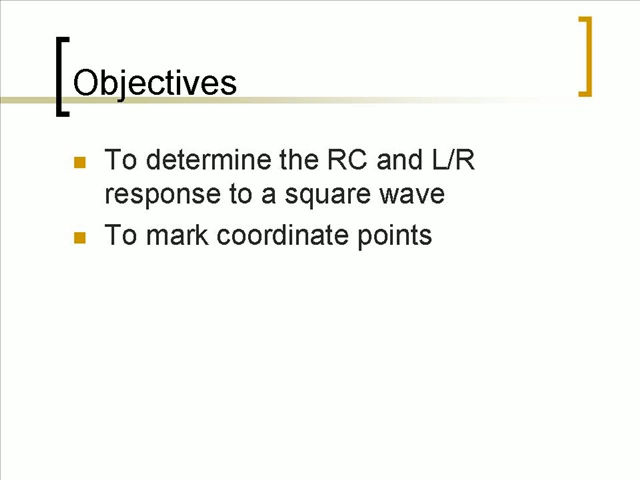 Objectives
To determine the RC and L/R
response to a square wave
To mark coordinate points